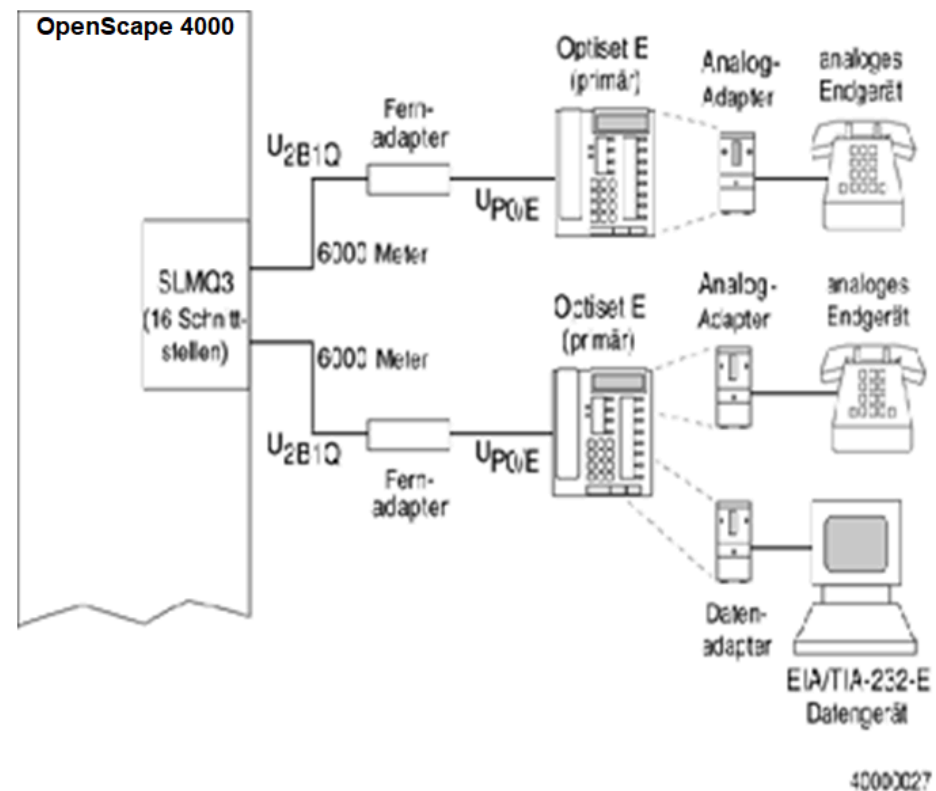 OpenScape 4000
Optiset E
(primär)
Analog-
Adapter
analoges
Endgerät
Fern-
adapter
U2B1Q
UP0/E
6000 Meter
SLMQ3
(16 Schnitt-
stellen)
6000 Meter
U2B1Q
Fern-
adapter
UP0/E
Optiset E
(primär)
Analog-
Adapter
analoges
Endgerät
Daten-
adapter
EIA/TIA-232-E
Datengerät
40000027